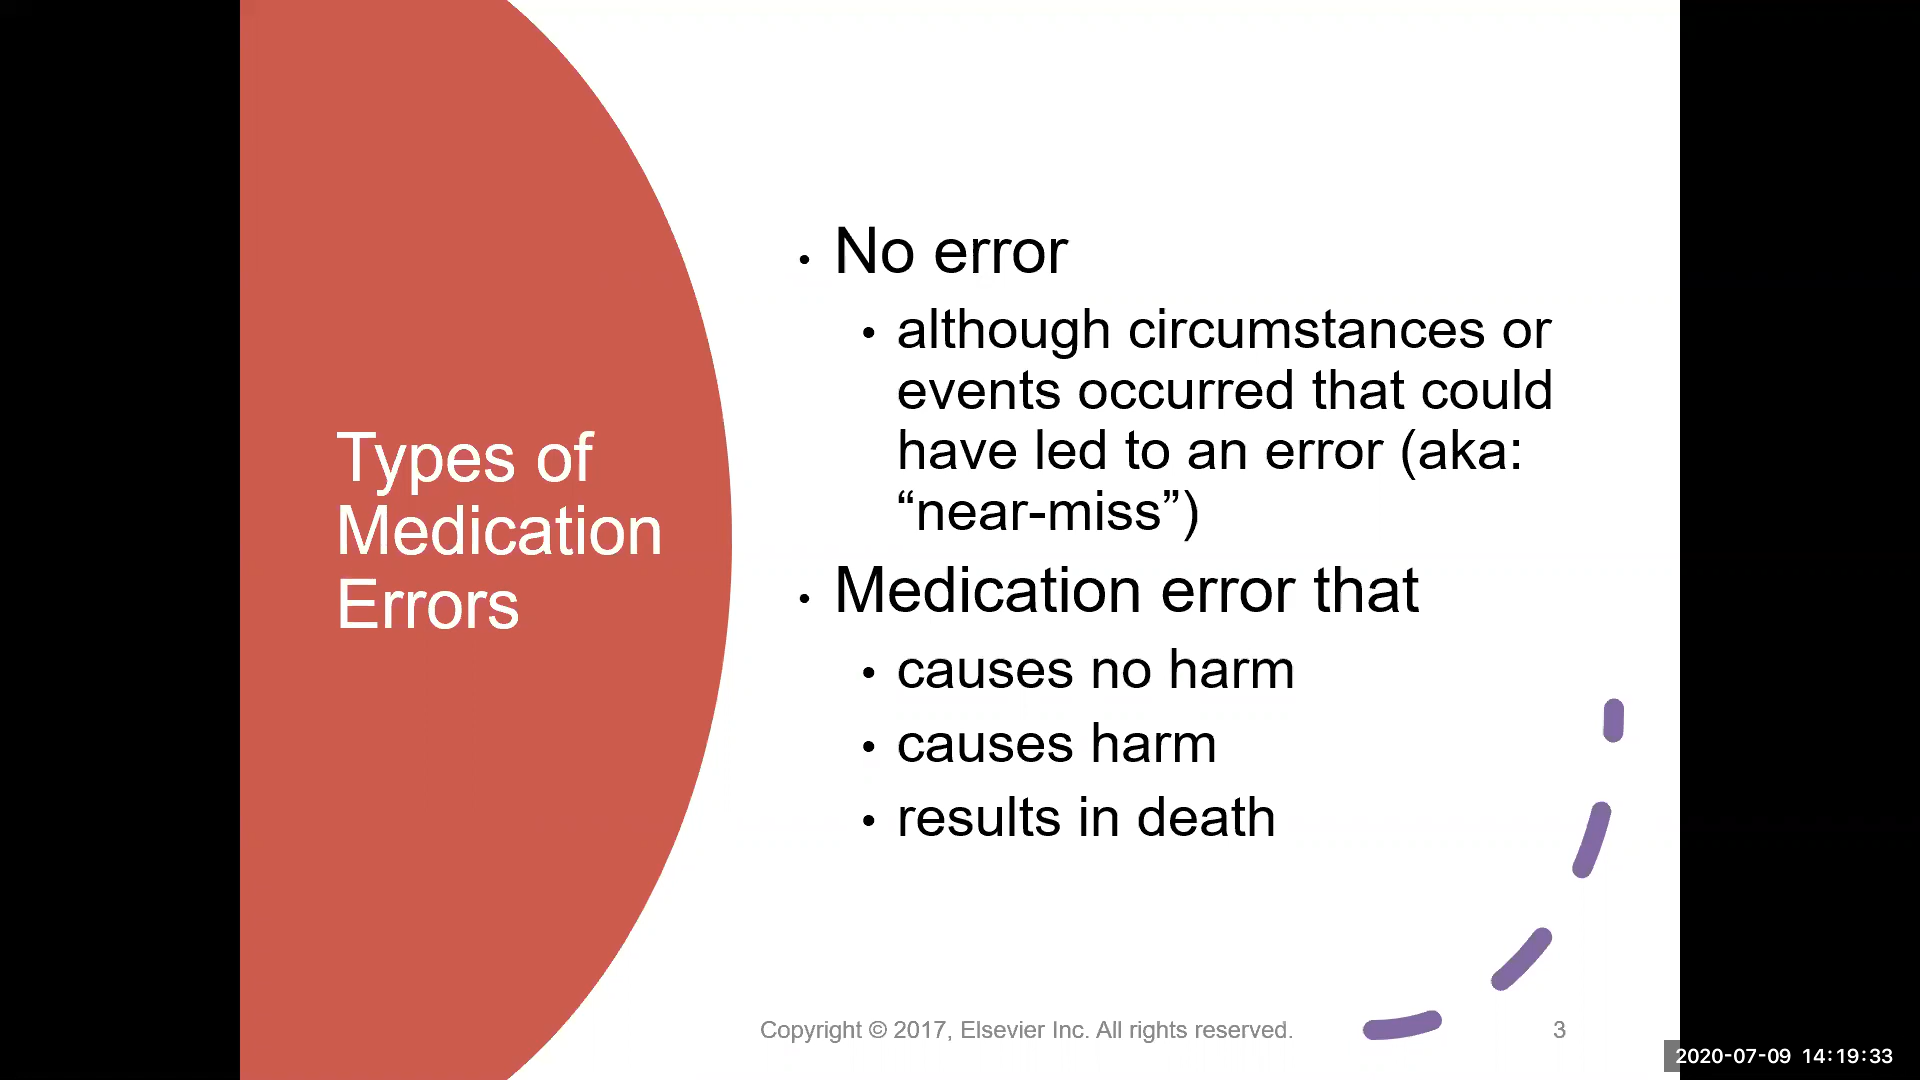 Types of
Medication
Errors
• No error
• although circumstances or
events occurred that could
have led to an error (aka:
“near-miss”)
• Medication error that
• causes no harm
• causes harm
• results in death
Copyright © 2017, Elsevier Inc. All rights reserved.
3
2020-07-09 14:19:33